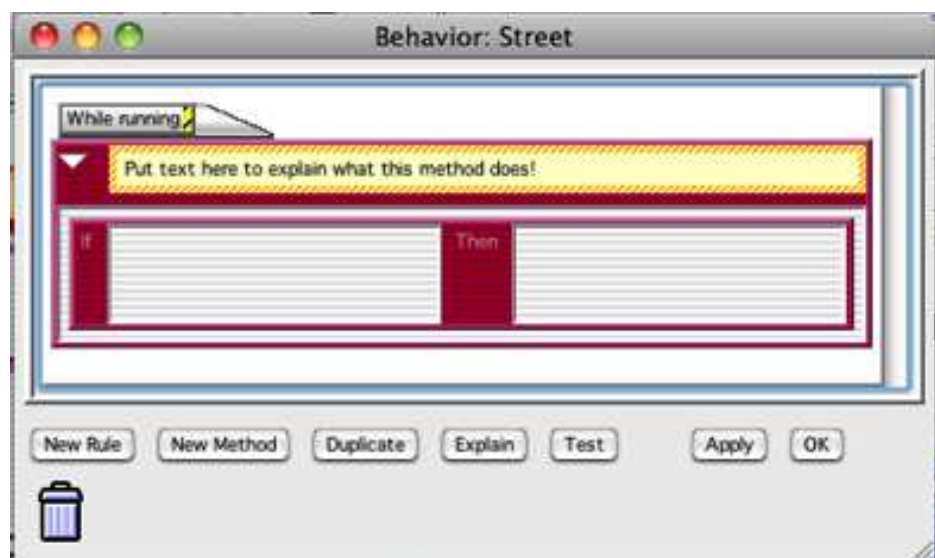 Behavior: Street
While running
Put text here to explain what this method does!
If
Then
New Rule
New Method
Duplicate
Explain
Test
Apply
OK